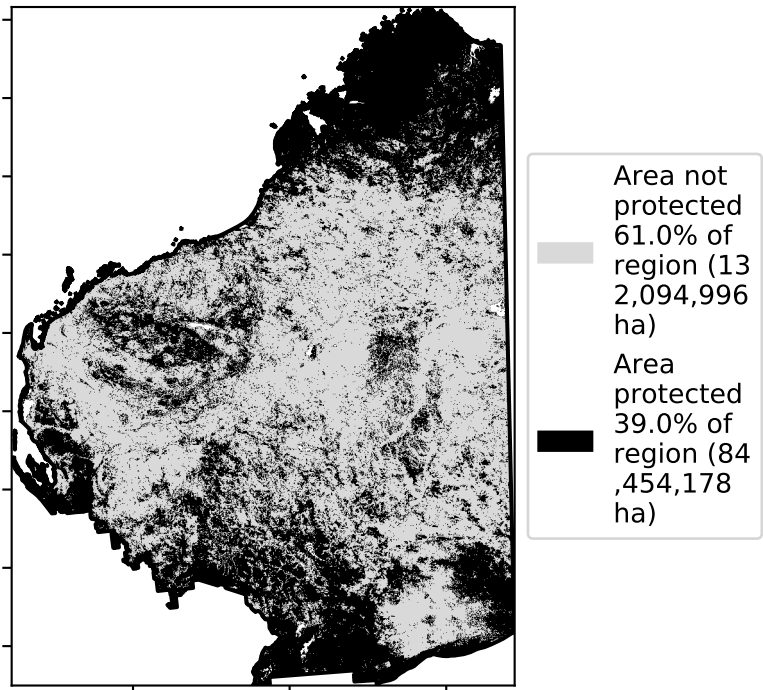 Area not
protected
61.0% of
region (13
2,094,996
ha)
Area
protected
39.0% of
region (84
,454,178
ha)